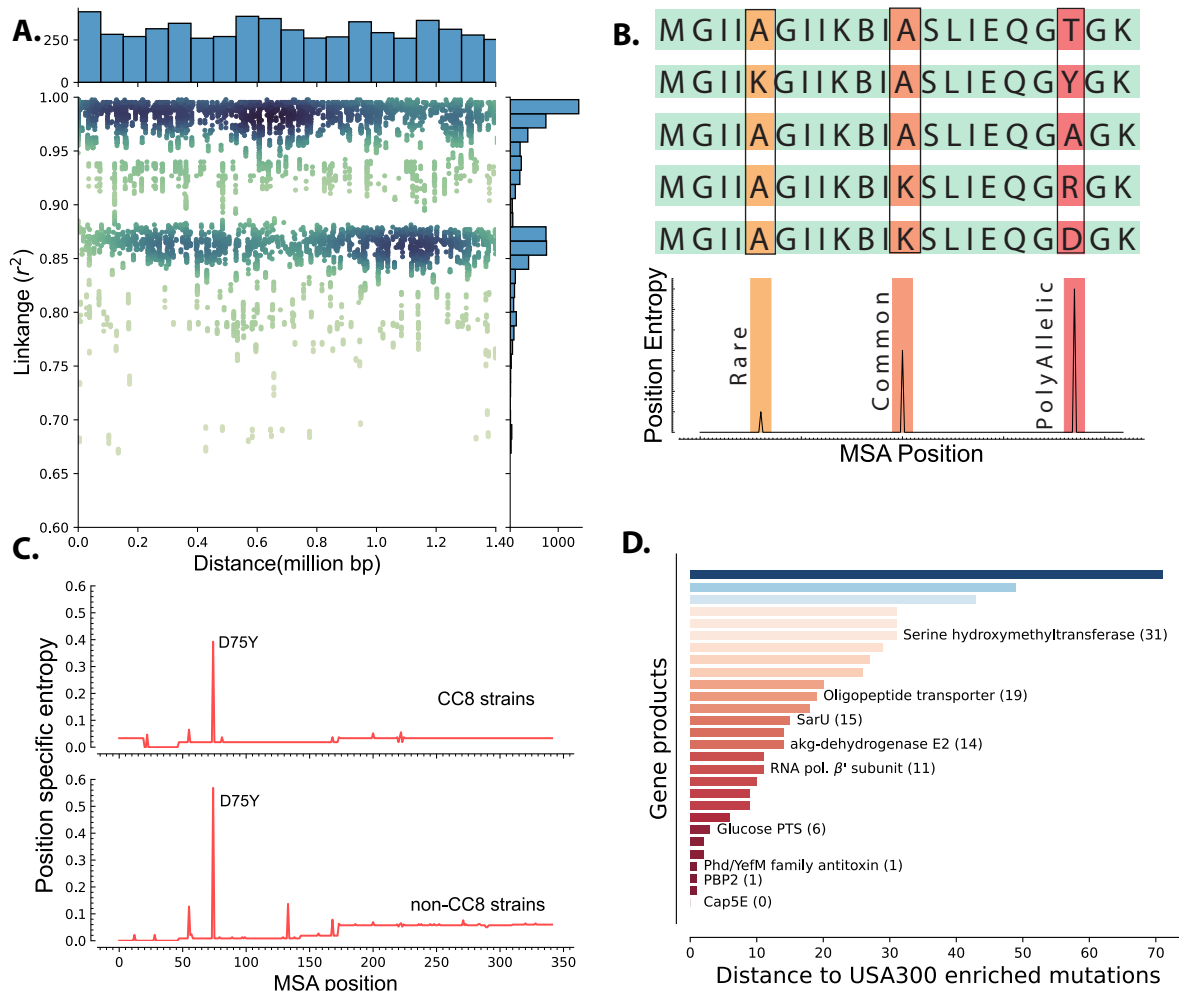 A.
250
0
1.00
0.95
0.90
0.85
0.80
0.75
0.70
0.65
0.60
Linkange (r²)
0.0 0.2 0.4 0.6 0.8 1.0 1.2 1.40
1000
Distance(million bp)
B.
MGIIAGIIKBIASLIEQGTGK
MGIIKGIIKBIASLIEQGYGK
MGIIAGIIKBIASLIEQGAGK
MGIIAGIIKBIKSLIEQGRGK
MGIIAGIIKBIKSLIEQGDGK
Position Entropy
Rare
Common
PolyAllelic
MSA Position
C.
Position specific entropy
0.6
0.5
0.4
0.3
0.2
0.1
0.0
D75Y
CC8 strains
0.6
0.5
0.4
0.3
0.2
0.1
0.0
D75Y
non-CC8 strains
0 50 100 150 200 250 300 350
MSA position
D.
Gene products
Serine hydroxymethyltransferase (31)
Oligopeptide transporter (19)
SarU (15)
akg-dehydrogenase E2 (14)
RNA pol. β' subunit (11)
Glucose PTS (6)
Phd/YefM family antitoxin (1)
PBP2 (1)
Cap5E (0)
0 10 20 30 40 50 60 70
Distance to USA300 enriched mutations